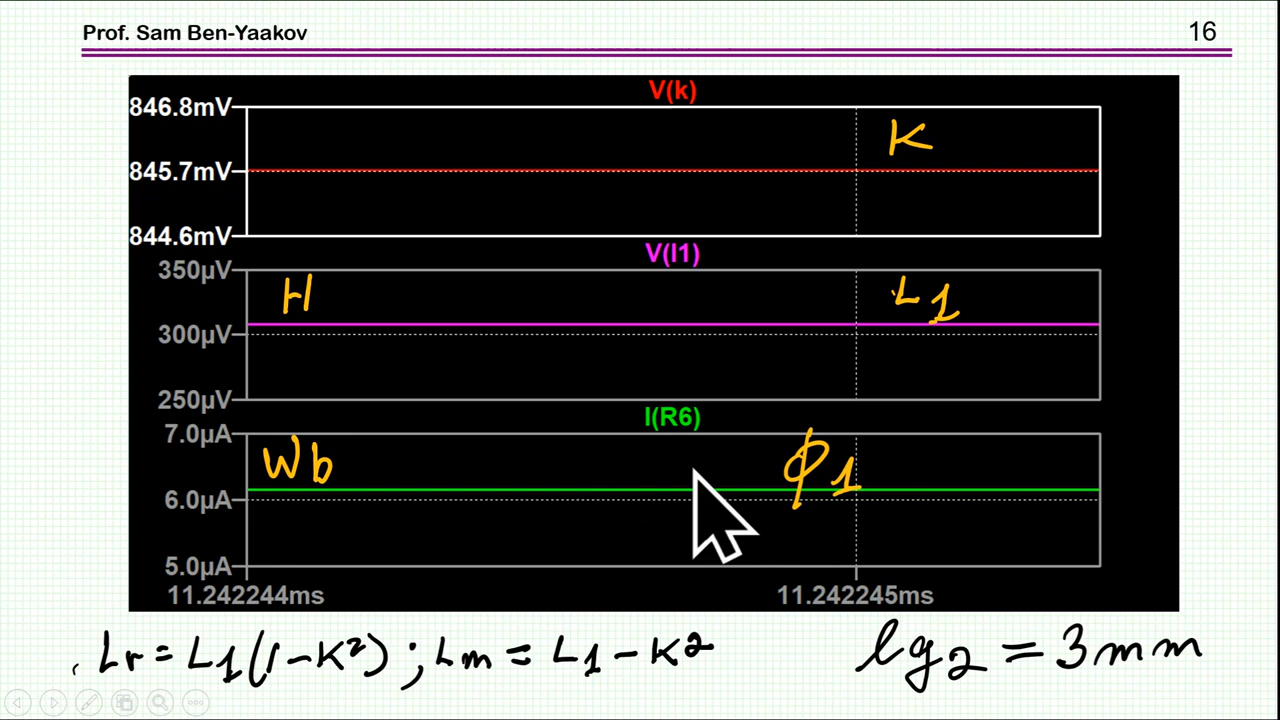 Prof. Sam Ben-Yaakov 16
V(k)
846.8mV
K
845.7mV
844.6mV
V(l1)
350µV
H L1
300µV
250µV
I(R6)
7.0µA
Wb ϕ1
6.0µA
5.0µA
11.242244ms 11.242245ms
Lr = L1(1-K²) ; Lm = L1-K² lg₂ = 3mm